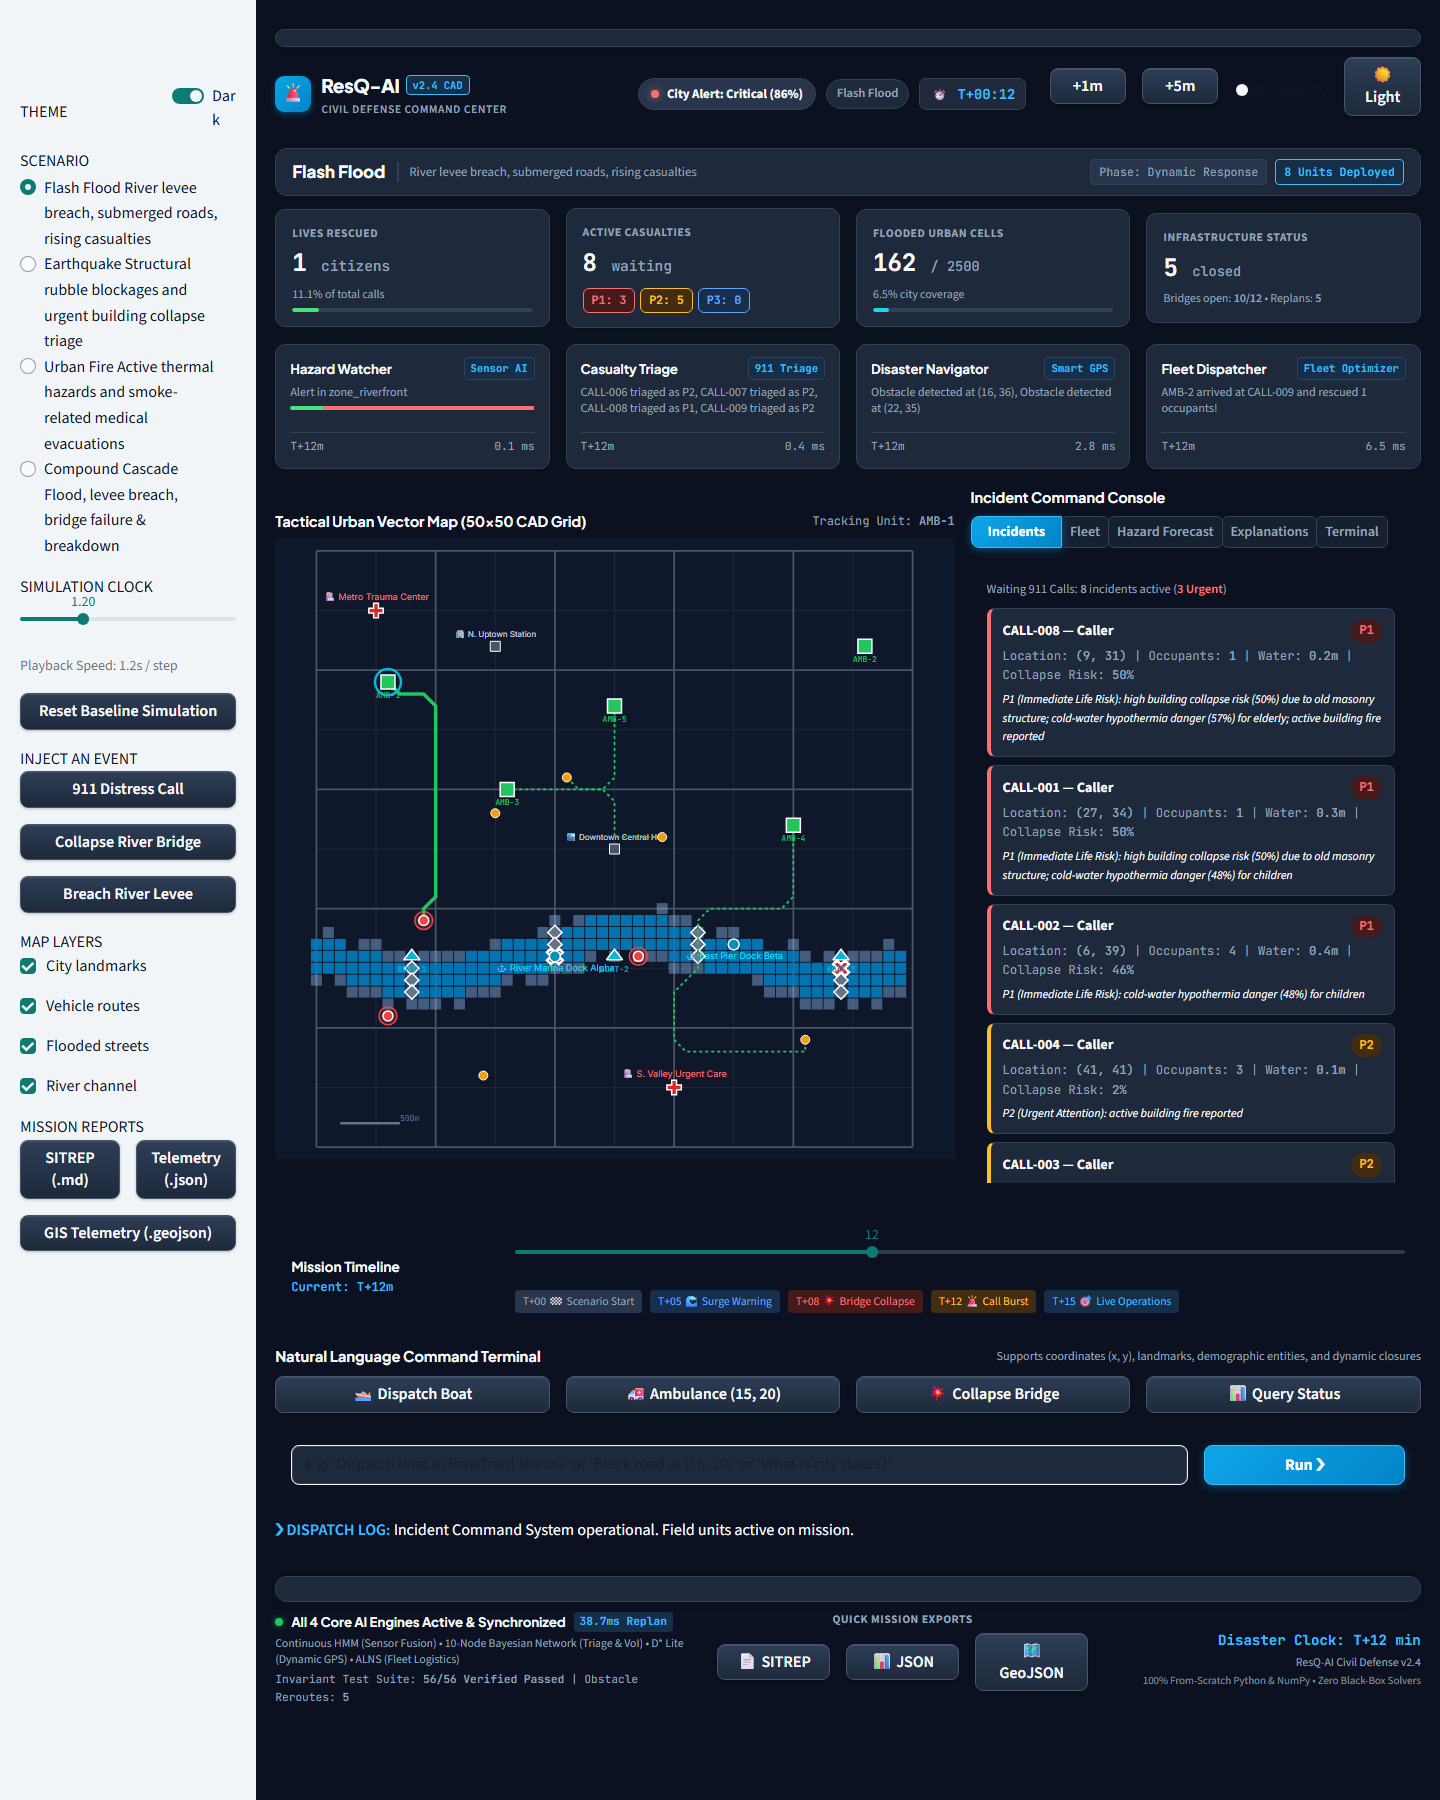 THEME
Dar
k
SCENARIO
Flash Flood River levee
breach, submerged roads,
rising casualties
Earthquake Structural
rubble blockages and
urgent building collapse
triage
Urban Fire Active thermal
hazards and smoke-
related medical
evacuations
Compound Cascade
Flood, levee breach,
bridge failure &
breakdown
SIMULATION CLOCK
1.20
Playback Speed: 1.2s / step
Reset Baseline Simulation
INJECT AN EVENT
911 Distress Call
Collapse River Bridge
Breach River Levee
MAP LAYERS
City landmarks
Vehicle routes
Flooded streets
River channel
MISSION REPORTS
SITREP
(.md)
Telemetry
(.json)
GIS Telemetry (.geojson)
ResQ-AI v2.4 CAD
CIVIL DEFENSE COMMAND CENTER
City Alert: Critical (86%)
Flash Flood
T+00:12
+1m
+5m
Light
Flash Flood
River levee breach, submerged roads, rising casualties
Phase: Dynamic Response
8 Units Deployed
LIVES RESCUED
1 citizens
11.1% of total calls
ACTIVE CASUALTIES
8 waiting
P1: 3 P2: 5 P3: 0
FLOODED URBAN CELLS
162 / 2500
6.5% city coverage
INFRASTRUCTURE STATUS
5 closed
Bridges open: 10/12 • Replans: 5
Hazard Watcher Sensor AI
Alert in zone_riverfront
T+12m 0.1 ms
Casualty Triage 911 Triage
CALL-006 triaged as P2, CALL-007 triaged as P2,
CALL-008 triaged as P1, CALL-009 triaged as P2
T+12m 0.4 ms
Disaster Navigator Smart GPS
Obstacle detected at (16, 36), Obstacle detected
at (22, 35)
T+12m 2.8 ms
Fleet Dispatcher Fleet Optimizer
AMB-2 arrived at CALL-009 and rescued 1
occupants!
T+12m 6.5 ms
Tactical Urban Vector Map (50×50 CAD Grid)
Tracking Unit: AMB-1
Metro Trauma Center
N. Uptown Station
AMB-2
AMB-5
AMB-3
Downtown Central
AMB-4
River Marina Dock Alpha
East Pier Dock Beta
S. Valley Urgent Care
500m
Incident Command Console
Incidents Fleet Hazard Forecast Explanations Terminal
Waiting 911 Calls: 8 incidents active (3 Urgent)
CALL-008 — Caller P1
Location: (9, 31) | Occupants: 1 | Water: 0.2m |
Collapse Risk: 50%
P1 (Immediate Life Risk): high building collapse risk (50%) due to old masonry
structure; cold-water hypothermia danger (57%) for elderly; active building fire
reported
CALL-001 — Caller P1
Location: (27, 34) | Occupants: 1 | Water: 0.3m |
Collapse Risk: 50%
P1 (Immediate Life Risk): high building collapse risk (50%) due to old masonry
structure; cold-water hypothermia danger (48%) for children
CALL-002 — Caller P1
Location: (6, 39) | Occupants: 4 | Water: 0.4m |
Collapse Risk: 46%
P1 (Immediate Life Risk): cold-water hypothermia danger (48%) for children
CALL-004 — Caller P2
Location: (41, 41) | Occupants: 3 | Water: 0.1m |
Collapse Risk: 2%
P2 (Urgent Attention): active building fire reported
CALL-003 — Caller P2
Mission Timeline
Current: T+12m
12
T+00 Scenario Start
T+05 Surge Warning
T+08 Bridge Collapse
T+12 Call Burst
T+15 Live Operations
Natural Language Command Terminal
Supports coordinates (x, y), landmarks, demographic entities, and dynamic closures
Dispatch Boat
Ambulance (15, 20)
Collapse Bridge
Query Status
e.g. 'Dispatch boat to Riverfront Marina' or 'Block road at (15, 20)' or 'What is city status?'
Run ❯
❯ DISPATCH LOG: Incident Command System operational. Field units active on mission.
All 4 Core AI Engines Active & Synchronized 38.7ms Replan
Continuous HMM (Sensor Fusion) • 10-Node Bayesian Network (Triage & VoI) • D* Lite
(Dynamic GPS) • ALNS (Fleet Logistics)
Invariant Test Suite: 56/56 Verified Passed | Obstacle
Reroutes: 5
QUICK MISSION EXPORTS
SITREP
JSON
GeoJSON
Disaster Clock: T+12 min
ResQ-AI Civil Defense v2.4
100% From-Scratch Python & NumPy • Zero Black-Box Solvers